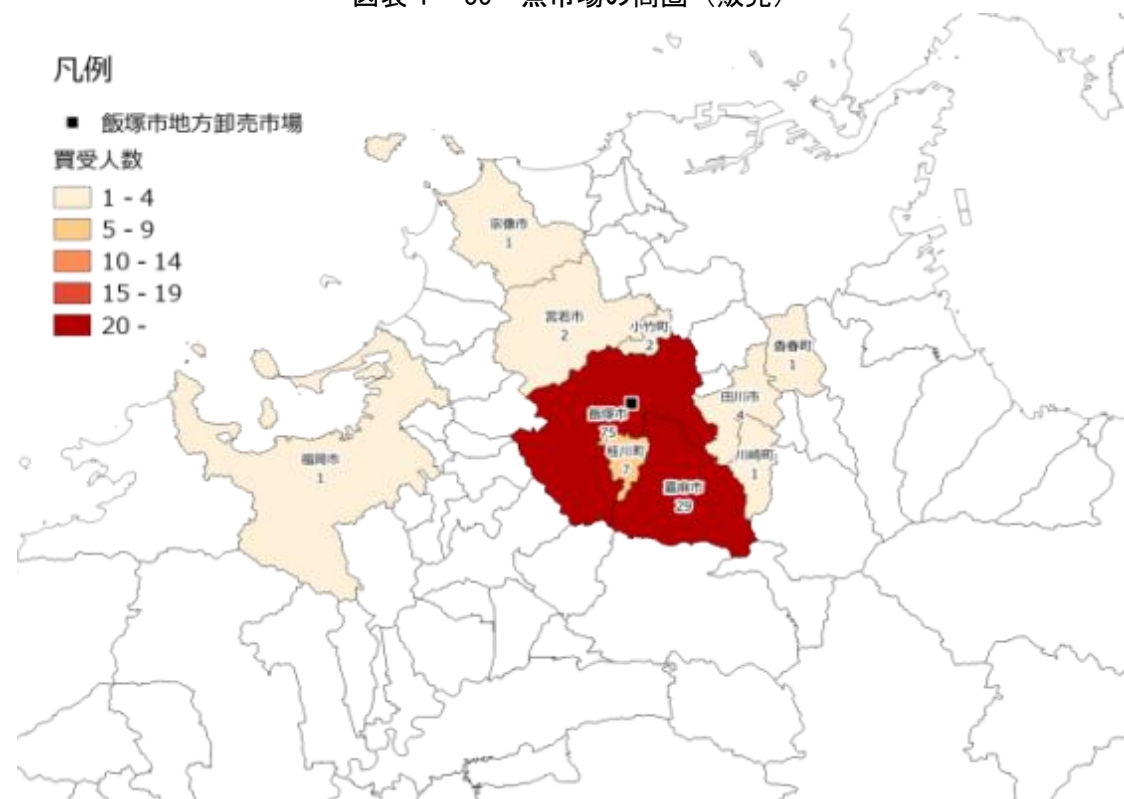 凡例
飯塚市地方卸売市場
買受人数
1 - 4
5 - 9
10 - 14
15 - 19
20 -
宗像市
1
宮若市
2
小竹町
2
香春町
1
田川市
4
飯塚市
75
桂川町
7
川崎町
1
福岡市
1
嘉麻市
29